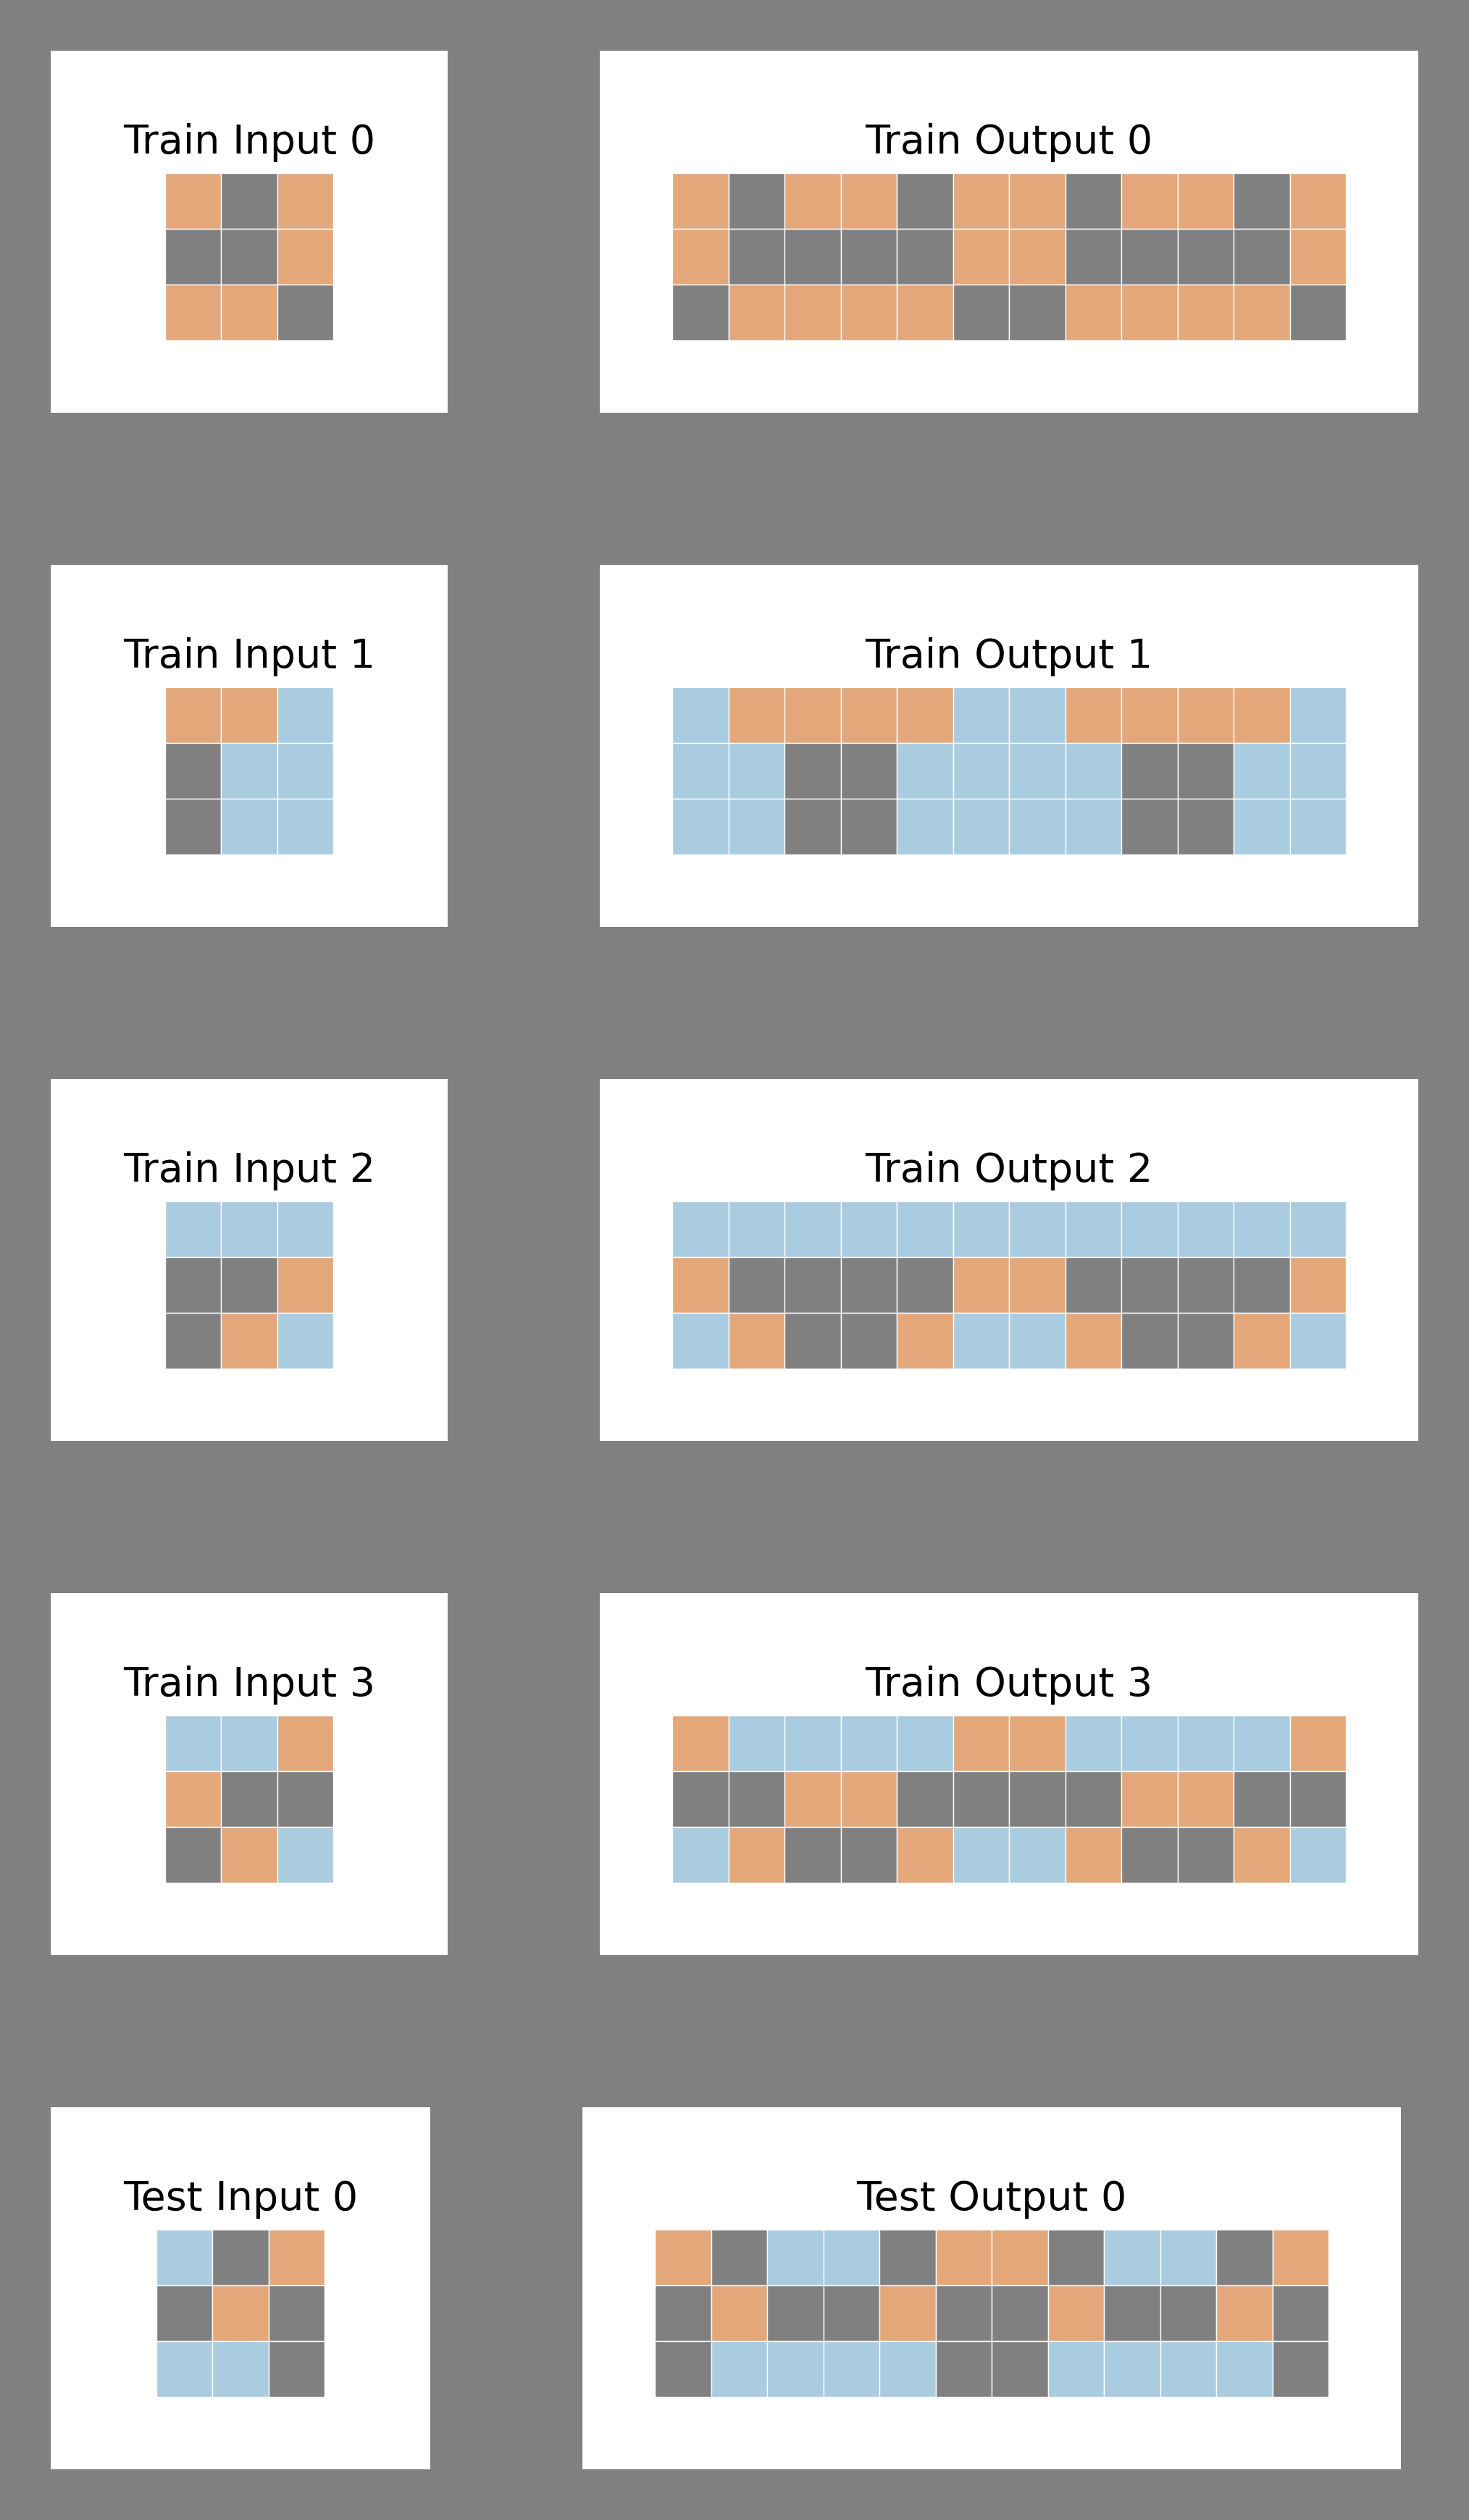 Train Input 0
Train Output 0
Train Input 1
Train Output 1
Train Input 2
Train Output 2
Train Input 3
Train Output 3
Test Input 0
Test Output 0